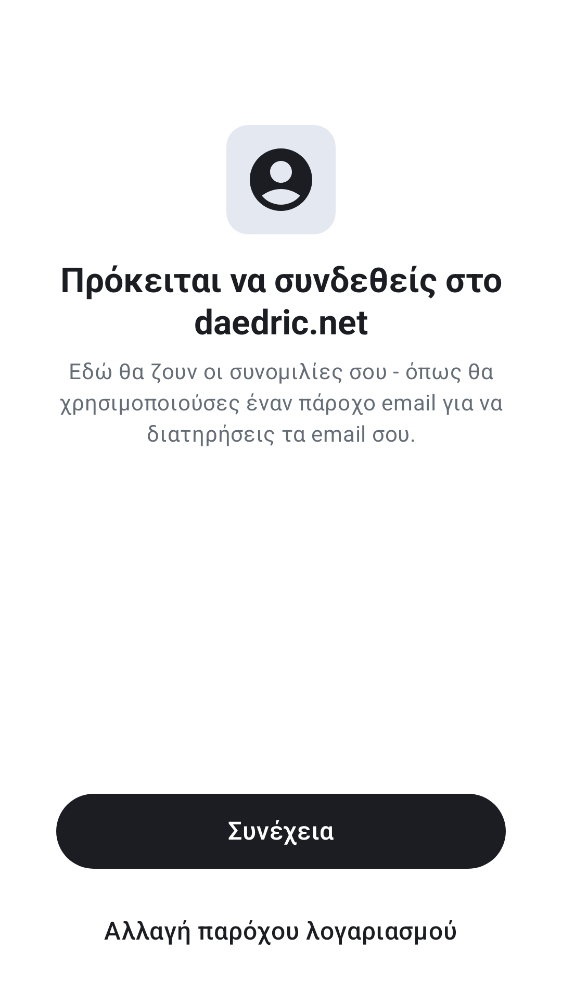 Πρόκειται να συνδεθείς στο
daedric.net
Εδώ θα ζουν οι συνομιλίες σου - όπως θα
χρησιμοποιούσες έναν πάροχο email για να
διατηρήσεις τα email σου.
Συνέχεια
Αλλαγή παρόχου λογαριασμού